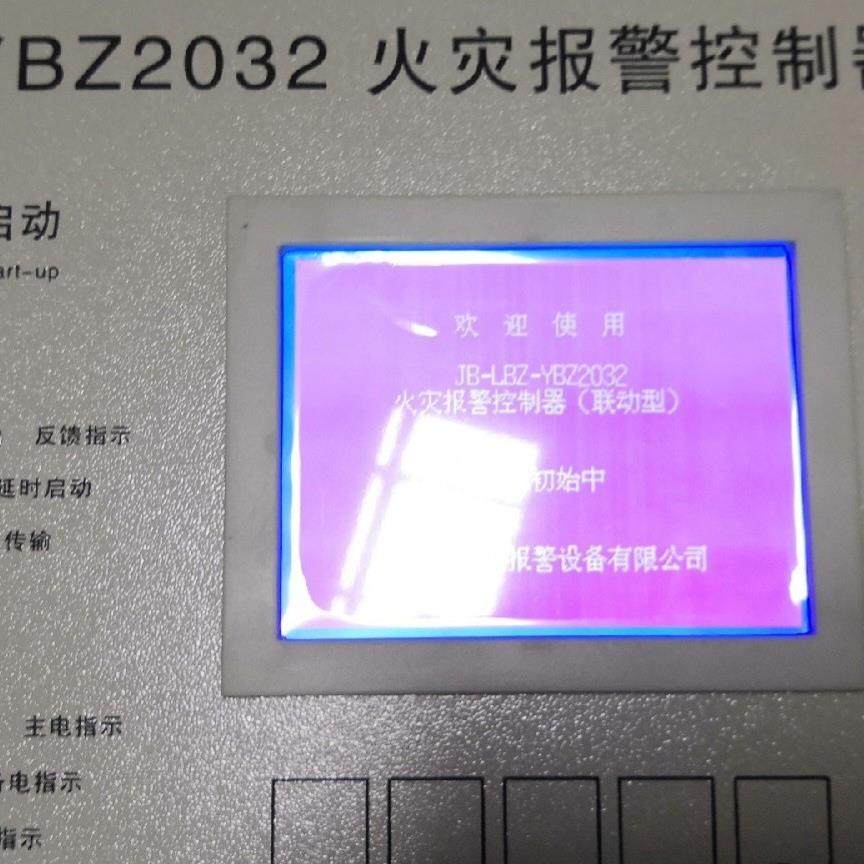 YBZ2032 火灾报警控制器
启动
art-up
欢迎使用
JB-LBZ-YBZ2032
火灾报警控制器（联动型）
初始中
报警设备有限公司
反馈指示
延时启动
传输
主电指示
备电指示
指示